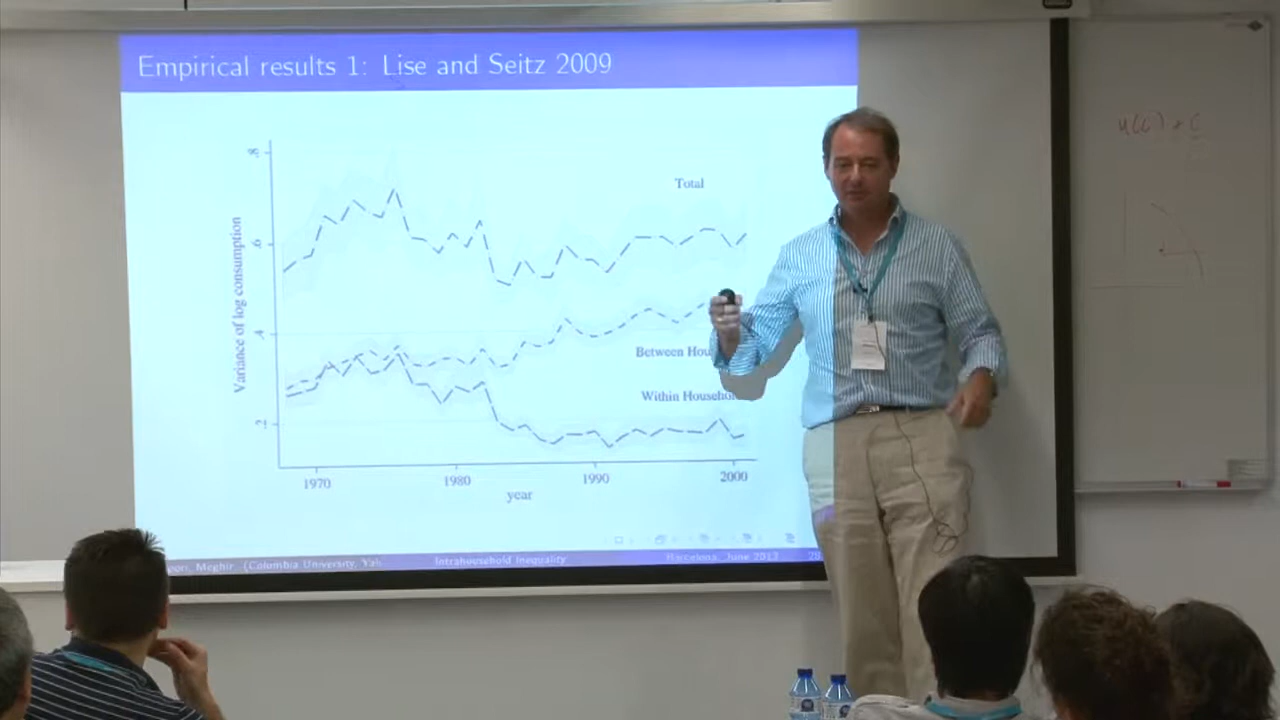 Empirical results 1: Lise and Seitz 2009
Variance of log consumption
.8
.6
.4
.2
Total
Between Hou
Within Househo
1970
1980
1990
2000
year
Meghir (Columbia University, Yal
Intrahousehold Inequality
Barcelona, June 2013